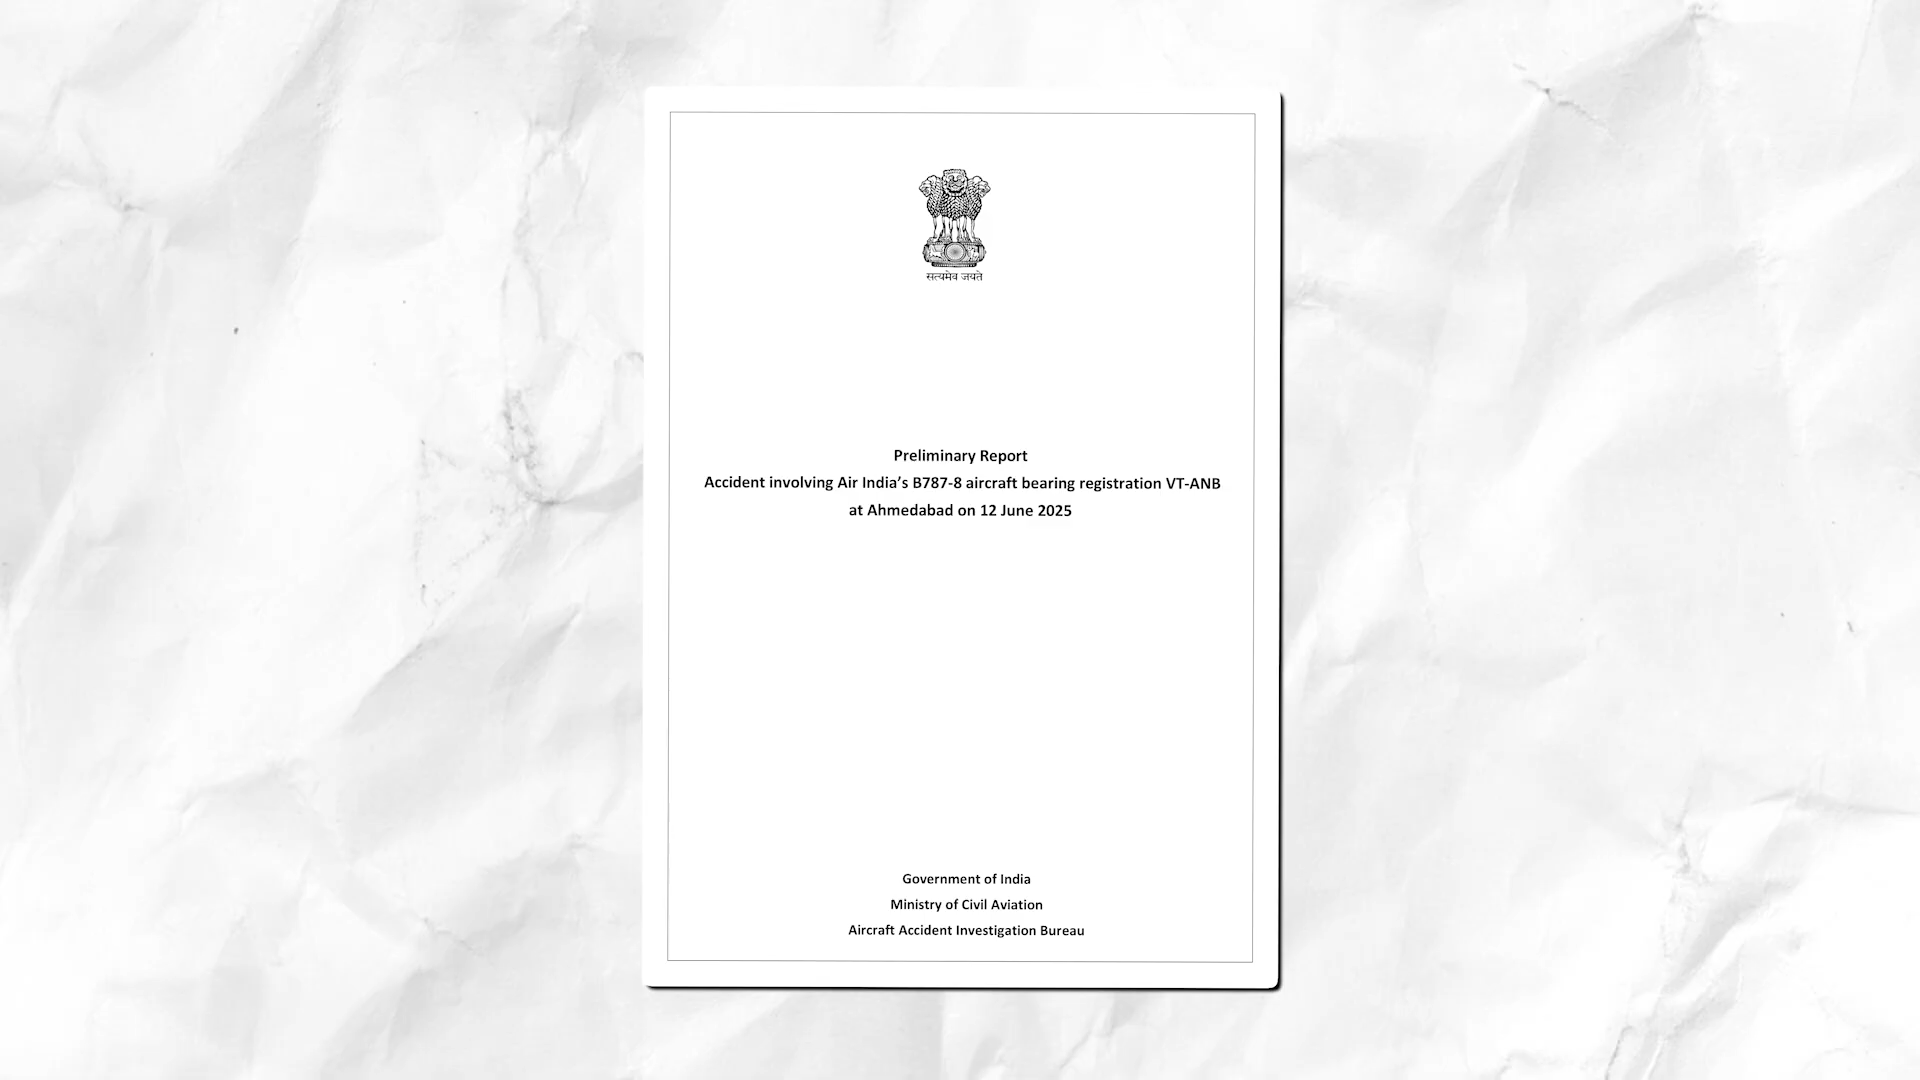 सत्यमेव जयते
Preliminary Report
Accident involving Air India’s B787-8 aircraft bearing registration VT-ANB
at Ahmedabad on 12 June 2025
Government of India
Ministry of Civil Aviation
Aircraft Accident Investigation Bureau